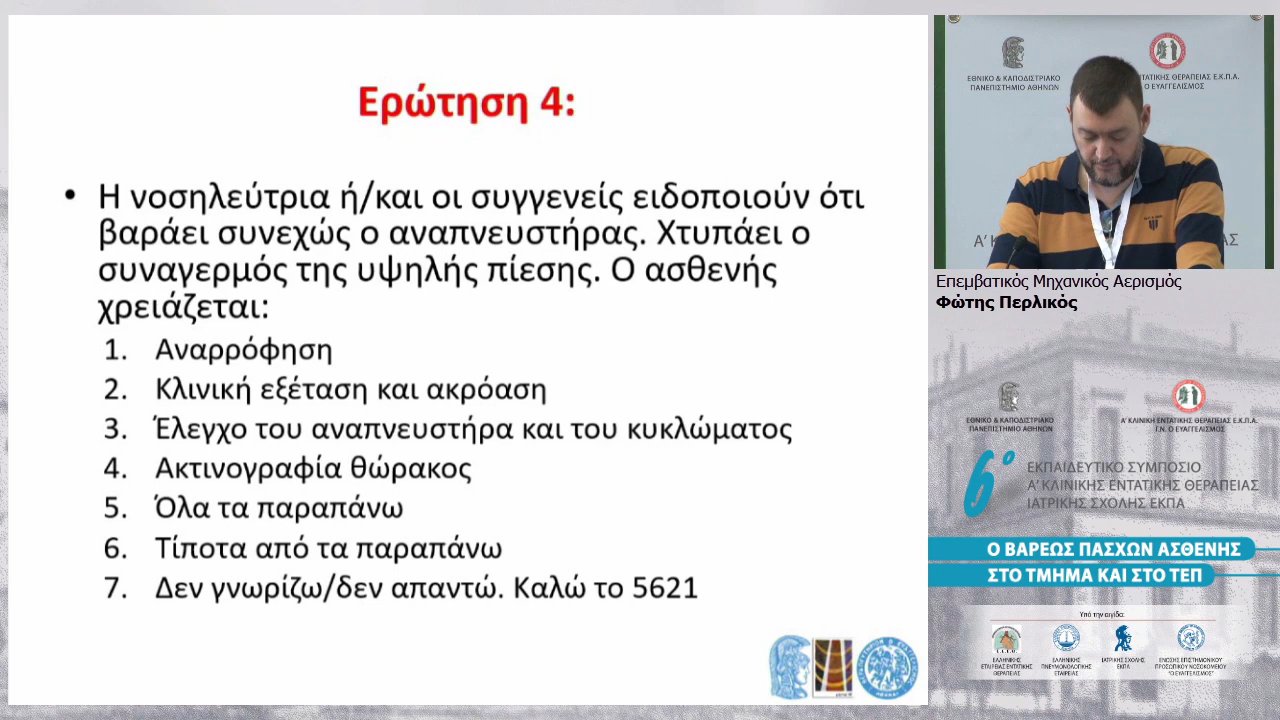 Ερώτηση 4:
• Η νοσηλεύτρια ή/και οι συγγενείς ειδοποιούν ότι
βαράει συνεχώς ο αναπνευστήρας. Χτυπάει ο
συναγερμός της υψηλής πίεσης. Ο ασθενής
χρειάζεται:
1. Αναρρόφηση
2. Κλινική εξέταση και ακρόαση
3. Έλεγχο του αναπνευστήρα και του κυκλώματος
4. Ακτινογραφία θώρακος
5. Όλα τα παραπάνω
6. Τίποτα από τα παραπάνω
7. Δεν γνωρίζω/δεν απαντώ. Καλώ το 5621
ΕΘΝΙΚΟ & ΚΑΠΟΔΙΣΤΡΙΑΚΟ
ΠΑΝΕΠΙΣΤΗΜΙΟ ΑΘΗΝΩΝ
ΕΝΤΑΤΙΚΗΣ ΘΕΡΑΠΕΙΑΣ Ε.Κ.Π.Α.
Ο ΕΥΑΓΓΕΛΙΣΜΟΣ
Α' Κ
ΑΣ
Επεμβατικός Μηχανικός Αερισμός
Φώτης Περλικός
ΕΘΝΙΚΟ & ΚΑΠΟΔΙΣΤΡΙΑΚΟ
ΠΑΝΕΠΙΣΤΗΜΙΟ ΑΘΗΝΩΝ
Α' ΚΛΙΝΙΚΗ ΕΝΤΑΤΙΚΗΣ ΘΕΡΑΠΕΙΑΣ Ε.Κ.Π.Α.
Γ.Ν. Ο ΕΥΑΓΓΕΛΙΣΜΟΣ
6ο
ΕΚΠΑΙΔΕΥΤΙΚΟ ΣΥΜΠΟΣΙΟ
Α' ΚΛΙΝΙΚΗΣ ΕΝΤΑΤΙΚΗΣ ΘΕΡΑΠΕΙΑΣ
ΙΑΤΡΙΚΗΣ ΣΧΟΛΗΣ ΕΚΠΑ
Ο ΒΑΡΕΩΣ ΠΑΣΧΩΝ ΑΣΘΕΝΗΣ
ΣΤΟ ΤΜΗΜΑ ΚΑΙ ΣΤΟ ΤΕΠ
Υπό την αιγίδα:
ΕΛΛΗΝΙΚΗΣ
ΕΤΑΙΡΕΙΑΣ ΕΝΤΑΤΙΚΗΣ
ΘΕΡΑΠΕΙΑΣ
ΕΛΛΗΝΙΚΗΣ
ΠΝΕΥΜΟΝΟΛΟΓΙΚΗΣ
ΕΤΑΙΡΕΙΑΣ
ΙΑΤΡΙΚΗΣ ΣΧΟΛΗΣ
ΕΚΠΑ
ΕΝΩΣΗΣ ΕΠΙΣΤΗΜΟΝΙΚΟΥ
ΠΡΟΣΩΠΙΚΟΥ ΝΟΣΟΚΟΜΕΙΟΥ
"Ο ΕΥΑΓΓΕΛΙΣΜΟΣ"